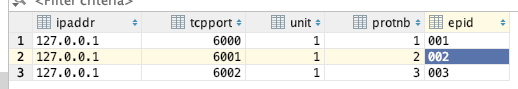 <Filter criteria>
ipaddr tcpport unit protnb epid
1 127.0.0.1 6000 1 1 001
2 127.0.0.1 6001 1 2 002
3 127.0.0.1 6002 1 3 003